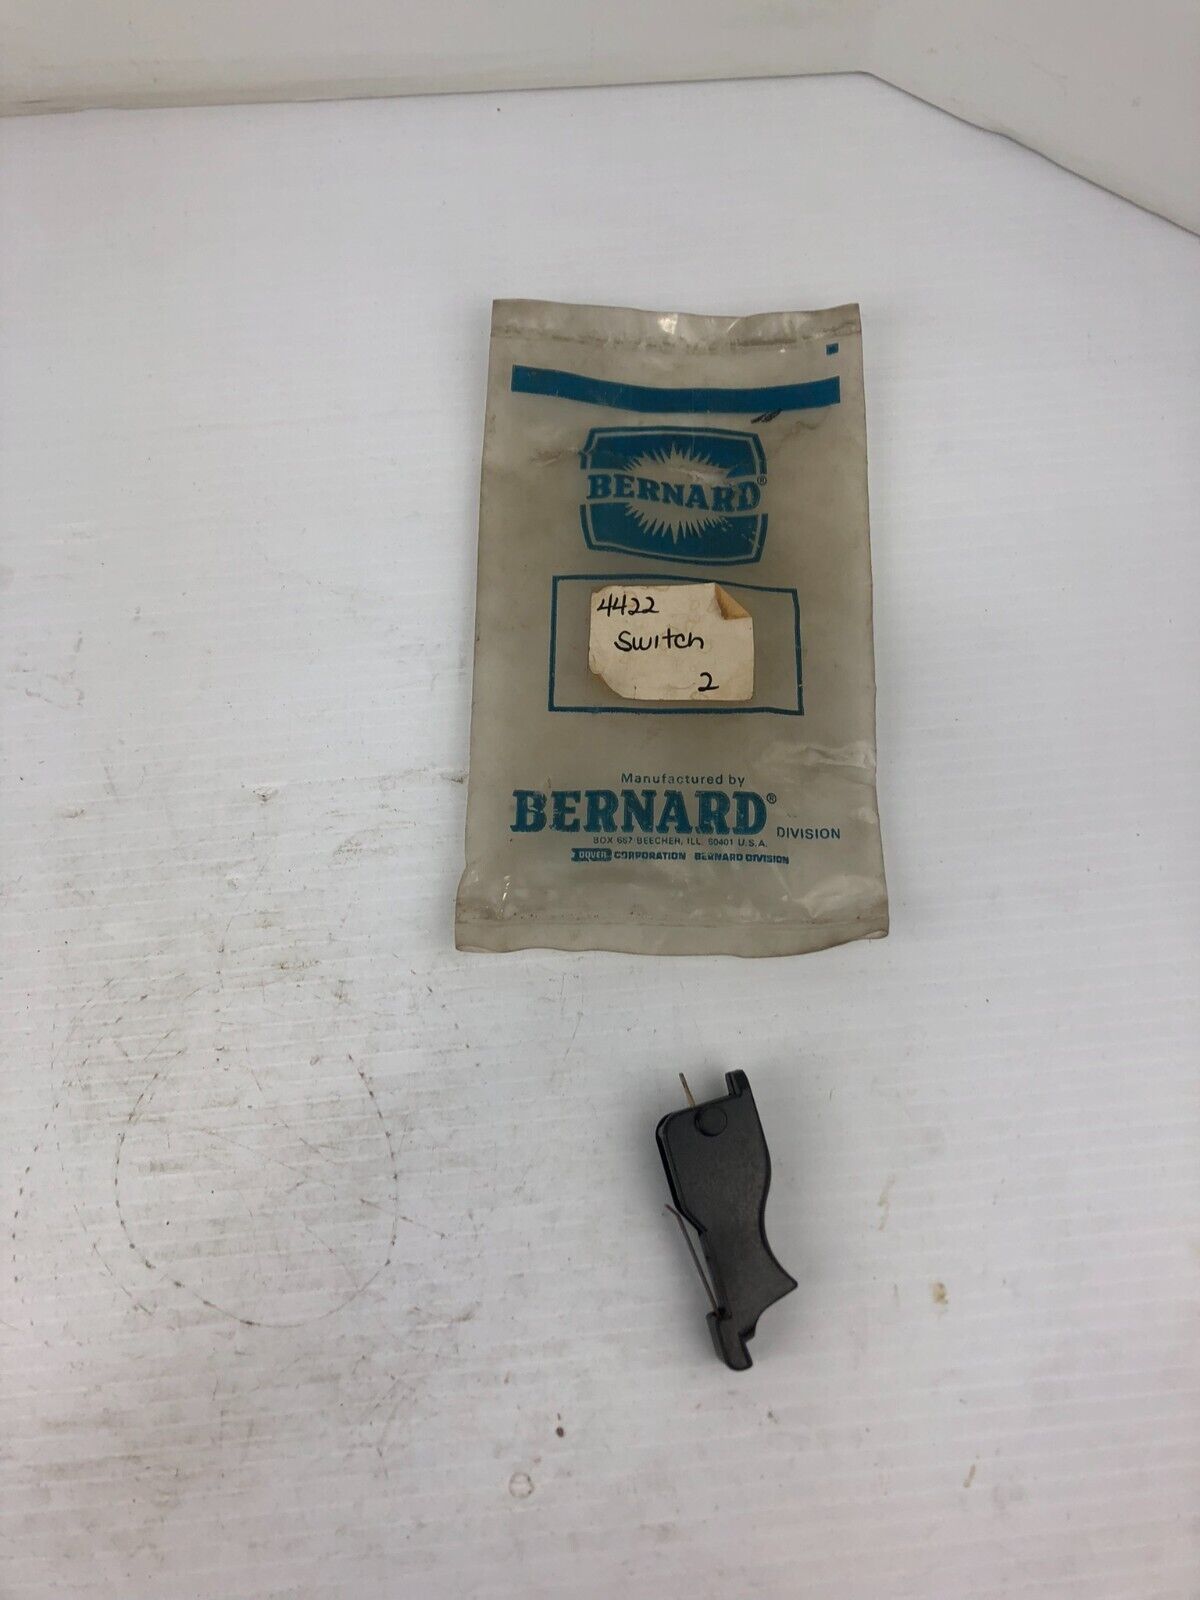 BERNARD®
4422
Switch
2
Manufactured by
BERNARD® DIVISION
BOX 667 BEECHER, ILL. 60401 U.S.A.
DOVER CORPORATION BERNARD DIVISION